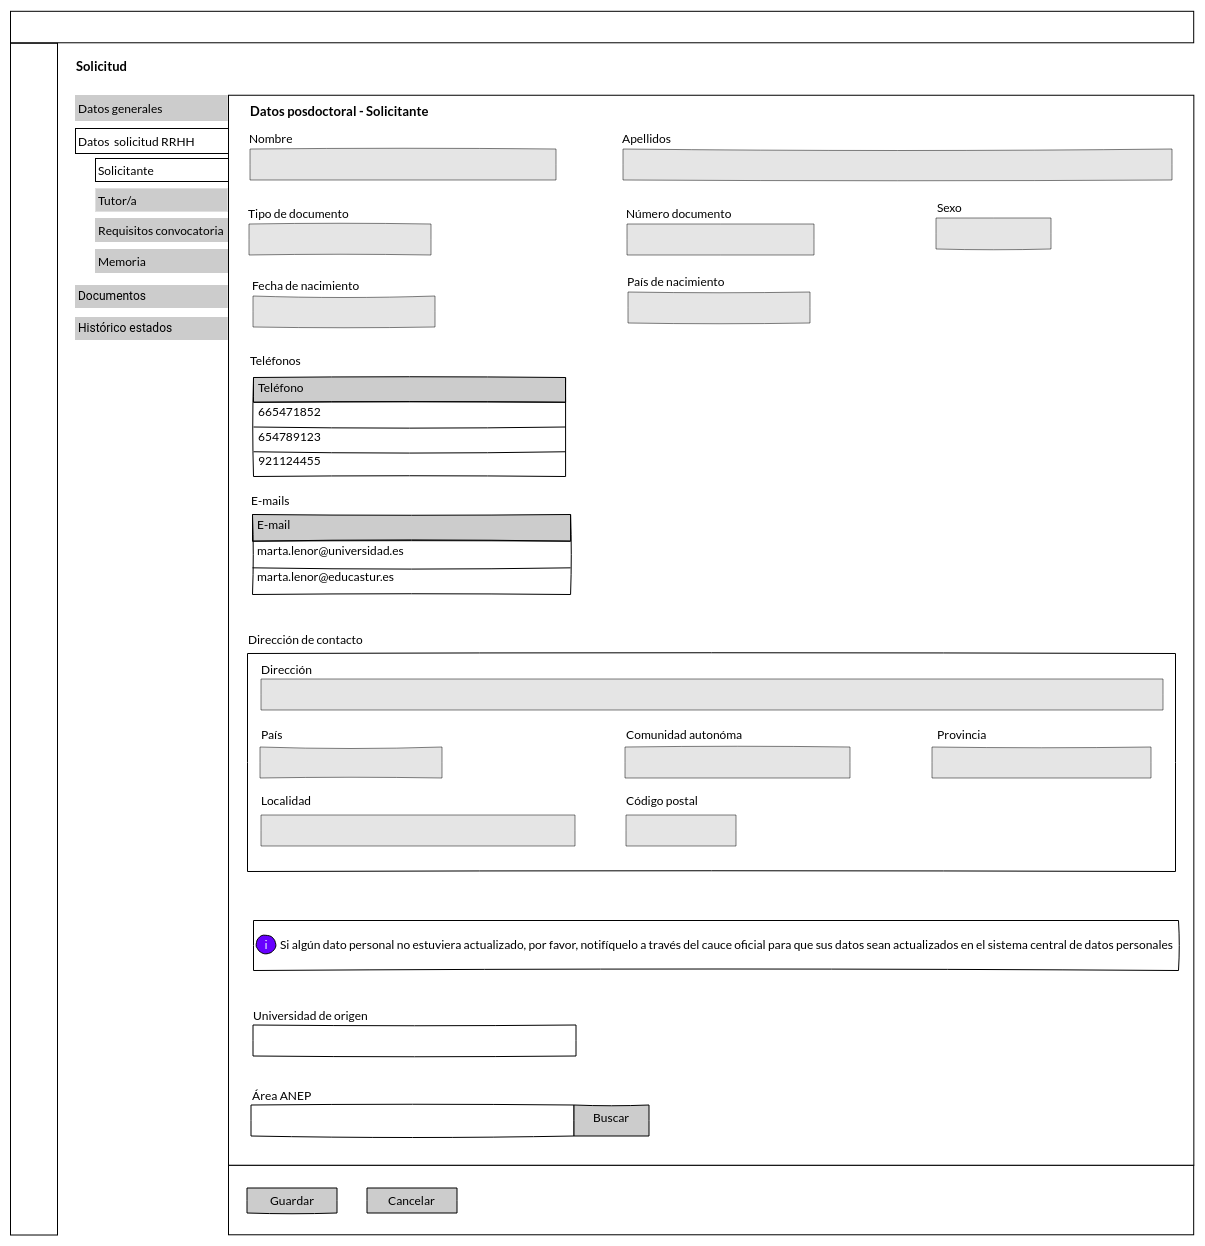 Solicitud
Datos generales
Datos solicitud RRHH
Solicitante
Tutor/a
Requisitos convocatoria
Memoria
Documentos
Histórico estados
Datos posdoctoral - Solicitante
Nombre
Apellidos
Tipo de documento
Número documento
Sexo
Fecha de nacimiento
País de nacimiento
Teléfonos
Teléfono
665471852
654789123
921124455
E-mails
E-mail
marta.lenor@universidad.es
marta.lenor@educastur.es
Dirección de contacto
Dirección
País
Comunidad autonóma
Provincia
Localidad
Código postal
i
Si algún dato personal no estuviera actualizado, por favor, notifíquelo a través del cauce oficial para que sus datos sean actualizados en el sistema central de datos personales
Universidad de origen
Área ANEP
Buscar
Guardar
Cancelar